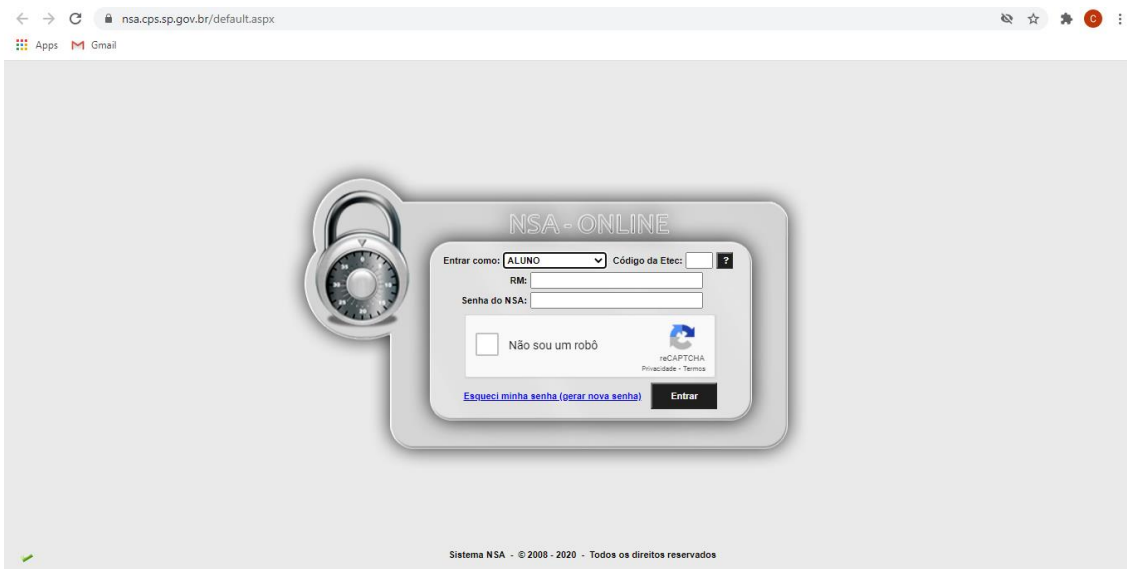 nsa.cps.sp.gov.br/default.aspx
C
Apps Gmail
NSA - ONLINE
Entrar como: ALUNO Código da Etec: ?
RM:
Senha do NSA:
Não sou um robô
reCAPTCHA
Privacidade - Termos
Esqueci minha senha (gerar nova senha) Entrar
Sistema NSA - © 2008 - 2020 - Todos os direitos reservados